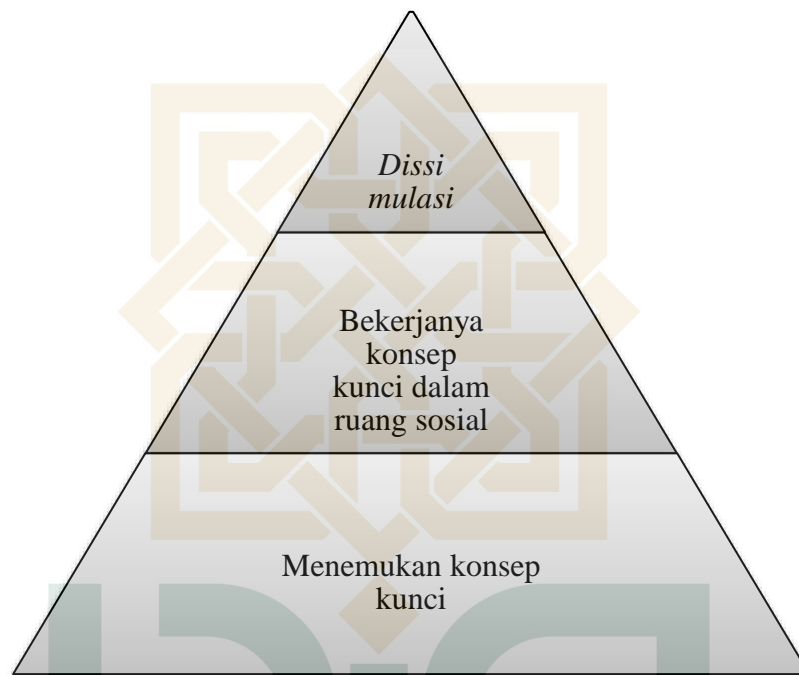 Dissi
mulasi
Bekerjanya
konsep
kunci dalam
ruang sosial
Menemukan konsep
kunci